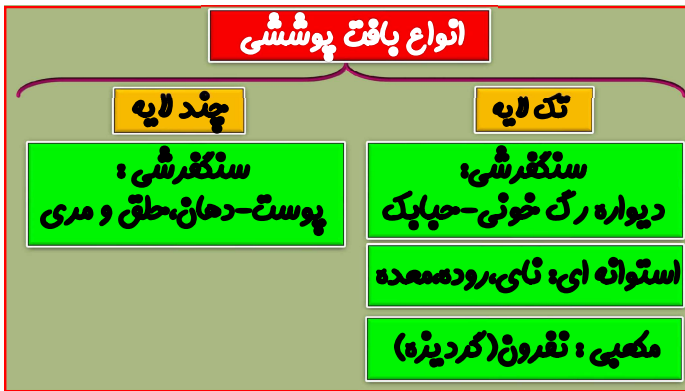 انواع بافت پوششی
تک لایه
سنگفرشی:
دیواره رگ خونی-حبابک
استوانه ای: نای،روده،معده
مکعبی : نفرون(گردیزه)
چند لایه
سنگفرشی :
پوست-دهان،حلق و مری